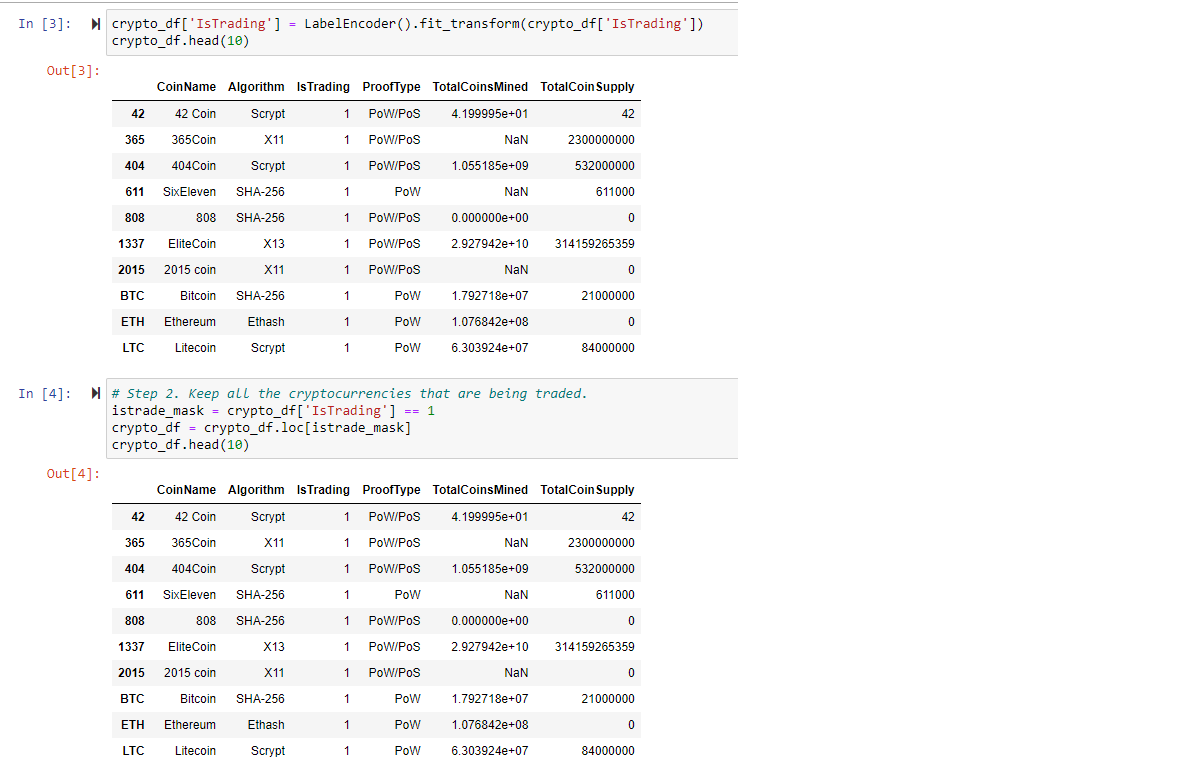 In [3]: crypto_df['IsTrading'] = LabelEncoder().fit_transform(crypto_df['IsTrading'])
crypto_df.head(10)
Out[3]:
CoinName Algorithm IsTrading ProofType TotalCoinsMined TotalCoinSupply
42 42 Coin Scrypt 1 PoW/PoS 4.199995e+01 42
365 365Coin X11 1 PoW/PoS NaN 2300000000
404 404Coin Scrypt 1 PoW/PoS 1.055185e+09 532000000
611 SixEleven SHA-256 1 PoW NaN 611000
808 808 SHA-256 1 PoW/PoS 0.000000e+00 0
1337 EliteCoin X13 1 PoW/PoS 2.927942e+10 314159265359
2015 2015 coin X11 1 PoW/PoS NaN 0
BTC Bitcoin SHA-256 1 PoW 1.792718e+07 21000000
ETH Ethereum Ethash 1 PoW 1.076842e+08 0
LTC Litecoin Scrypt 1 PoW 6.303924e+07 84000000
In [4]: # Step 2. Keep all the cryptocurrencies that are being traded.
istrade_mask = crypto_df['IsTrading'] == 1
crypto_df = crypto_df.loc[istrade_mask]
crypto_df.head(10)
Out[4]:
CoinName Algorithm IsTrading ProofType TotalCoinsMined TotalCoinSupply
42 42 Coin Scrypt 1 PoW/PoS 4.199995e+01 42
365 365Coin X11 1 PoW/PoS NaN 2300000000
404 404Coin Scrypt 1 PoW/PoS 1.055185e+09 532000000
611 SixEleven SHA-256 1 PoW NaN 611000
808 808 SHA-256 1 PoW/PoS 0.000000e+00 0
1337 EliteCoin X13 1 PoW/PoS 2.927942e+10 314159265359
2015 2015 coin X11 1 PoW/PoS NaN 0
BTC Bitcoin SHA-256 1 PoW 1.792718e+07 21000000
ETH Ethereum Ethash 1 PoW 1.076842e+08 0
LTC Litecoin Scrypt 1 PoW 6.303924e+07 84000000